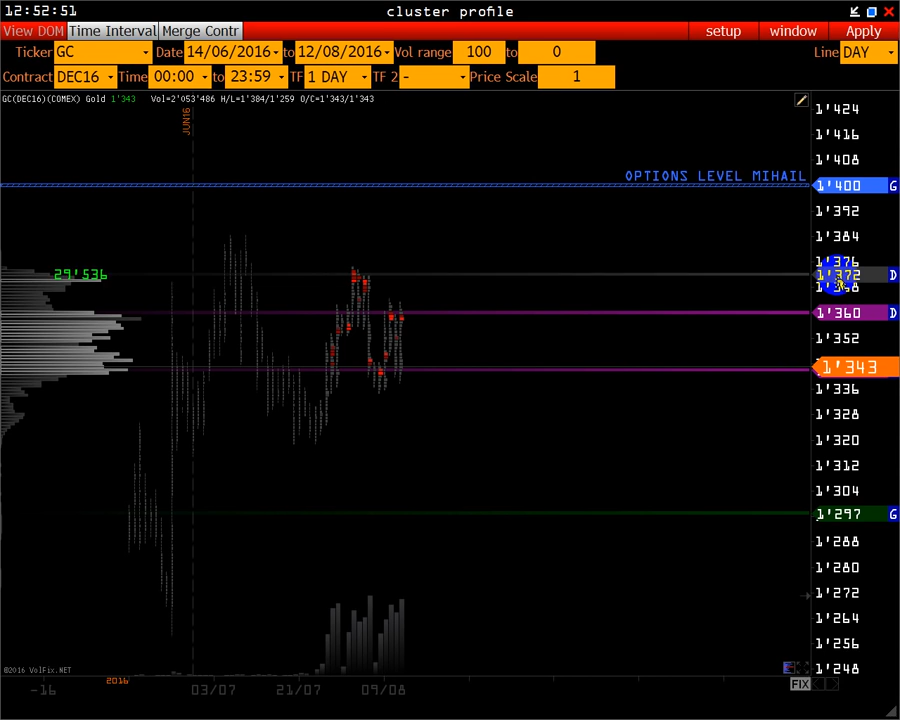 12:52:51 cluster profile
View DOM Time Interval Merge Contr setup window Apply
Ticker GC Date 14/06/2016 to 12/08/2016 Vol range 100 to 0 Line DAY
Contract DEC16 Time 00:00 to 23:59 TF 1 DAY TF 2 - Price Scale 1
GC(DEC16)(COMEX) Gold 1'343 Vol=2'053'486 H/L=1'384/1'259 O/C=1'343/1'343
JUN16
1'424
1'416
1'408
OPTIONS LEVEL MIHAIL
1'400 G
1'392
1'384
1'376
29'536
1'372 D
1'368
1'360 D
1'352
1'343
1'336
1'328
1'320
1'312
1'304
1'297 G
1'288
1'280
1'272
1'264
1'256
1'248
©2016 VolFix.NET
2016
FIX
-16 03/07 21/07 09/08